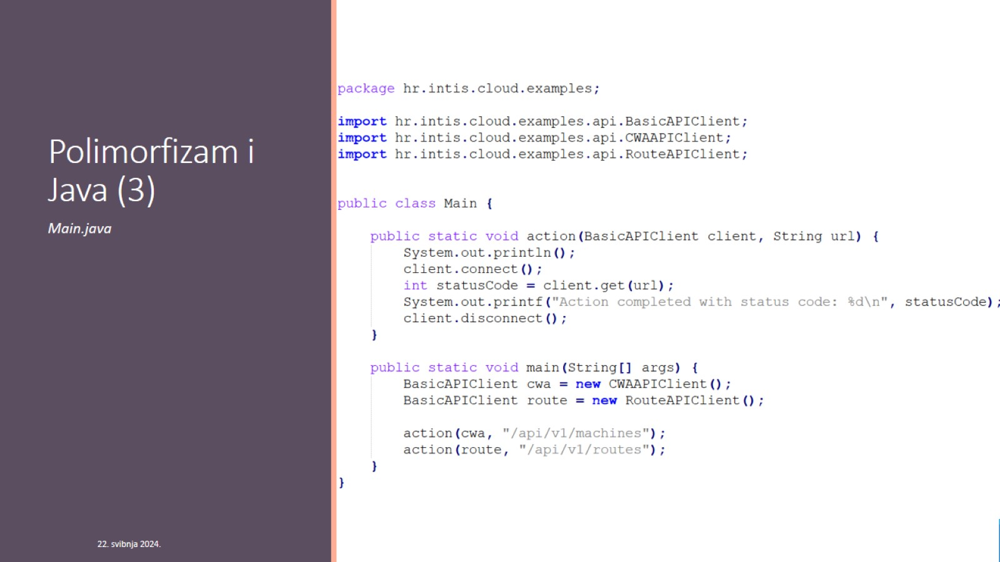 Polimorfizam i
Java (3)
Main.java
22. svibnja 2024.
package hr.intis.cloud.examples;
import hr.intis.cloud.examples.api.BasicAPIClient;
import hr.intis.cloud.examples.api.CWAAPIClient;
import hr.intis.cloud.examples.api.RouteAPIClient;
public class Main {
public static void action(BasicAPIClient client, String url) {
System.out.println();
client.connect();
int statusCode = client.get(url);
System.out.printf("Action completed with status code: %d\n", statusCode);
client.disconnect();
}
public static void main(String[] args) {
BasicAPIClient cwa = new CWAAPIClient();
BasicAPIClient route = new RouteAPIClient();
action(cwa, "/api/v1/machines");
action(route, "/api/v1/routes");
}
}